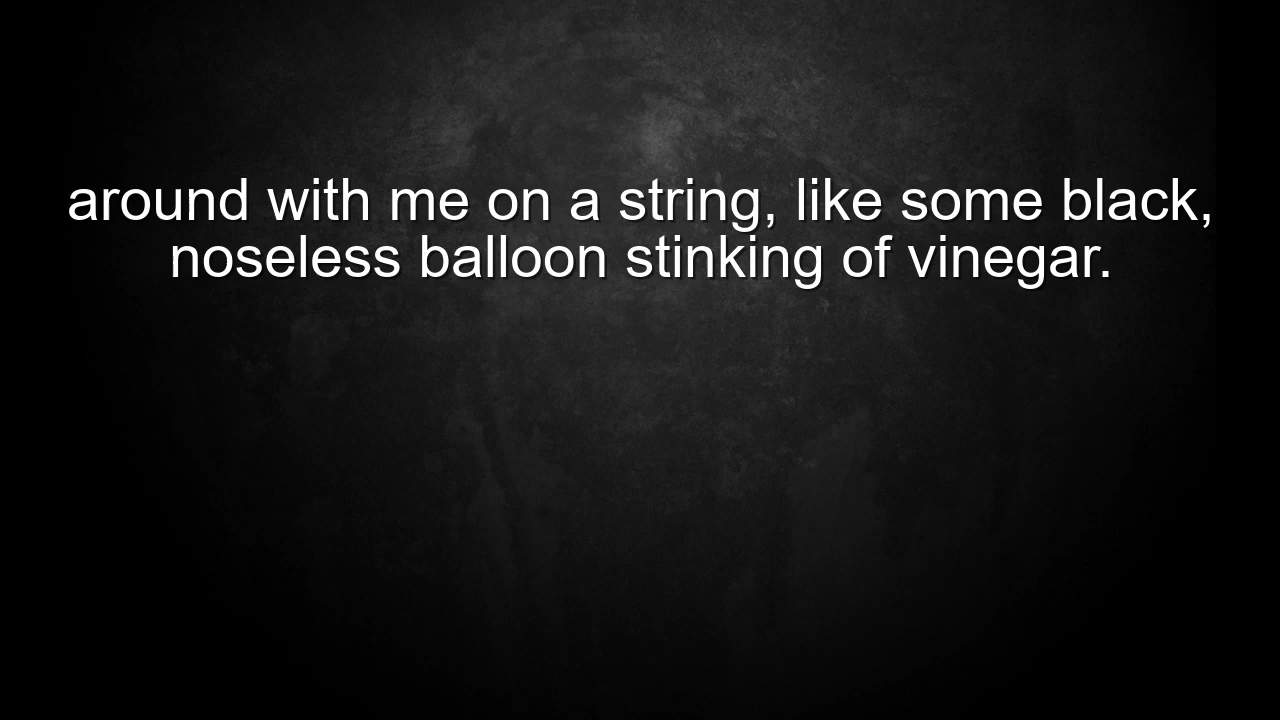 around with me on a string, like some black,
noseless balloon stinking of vinegar.